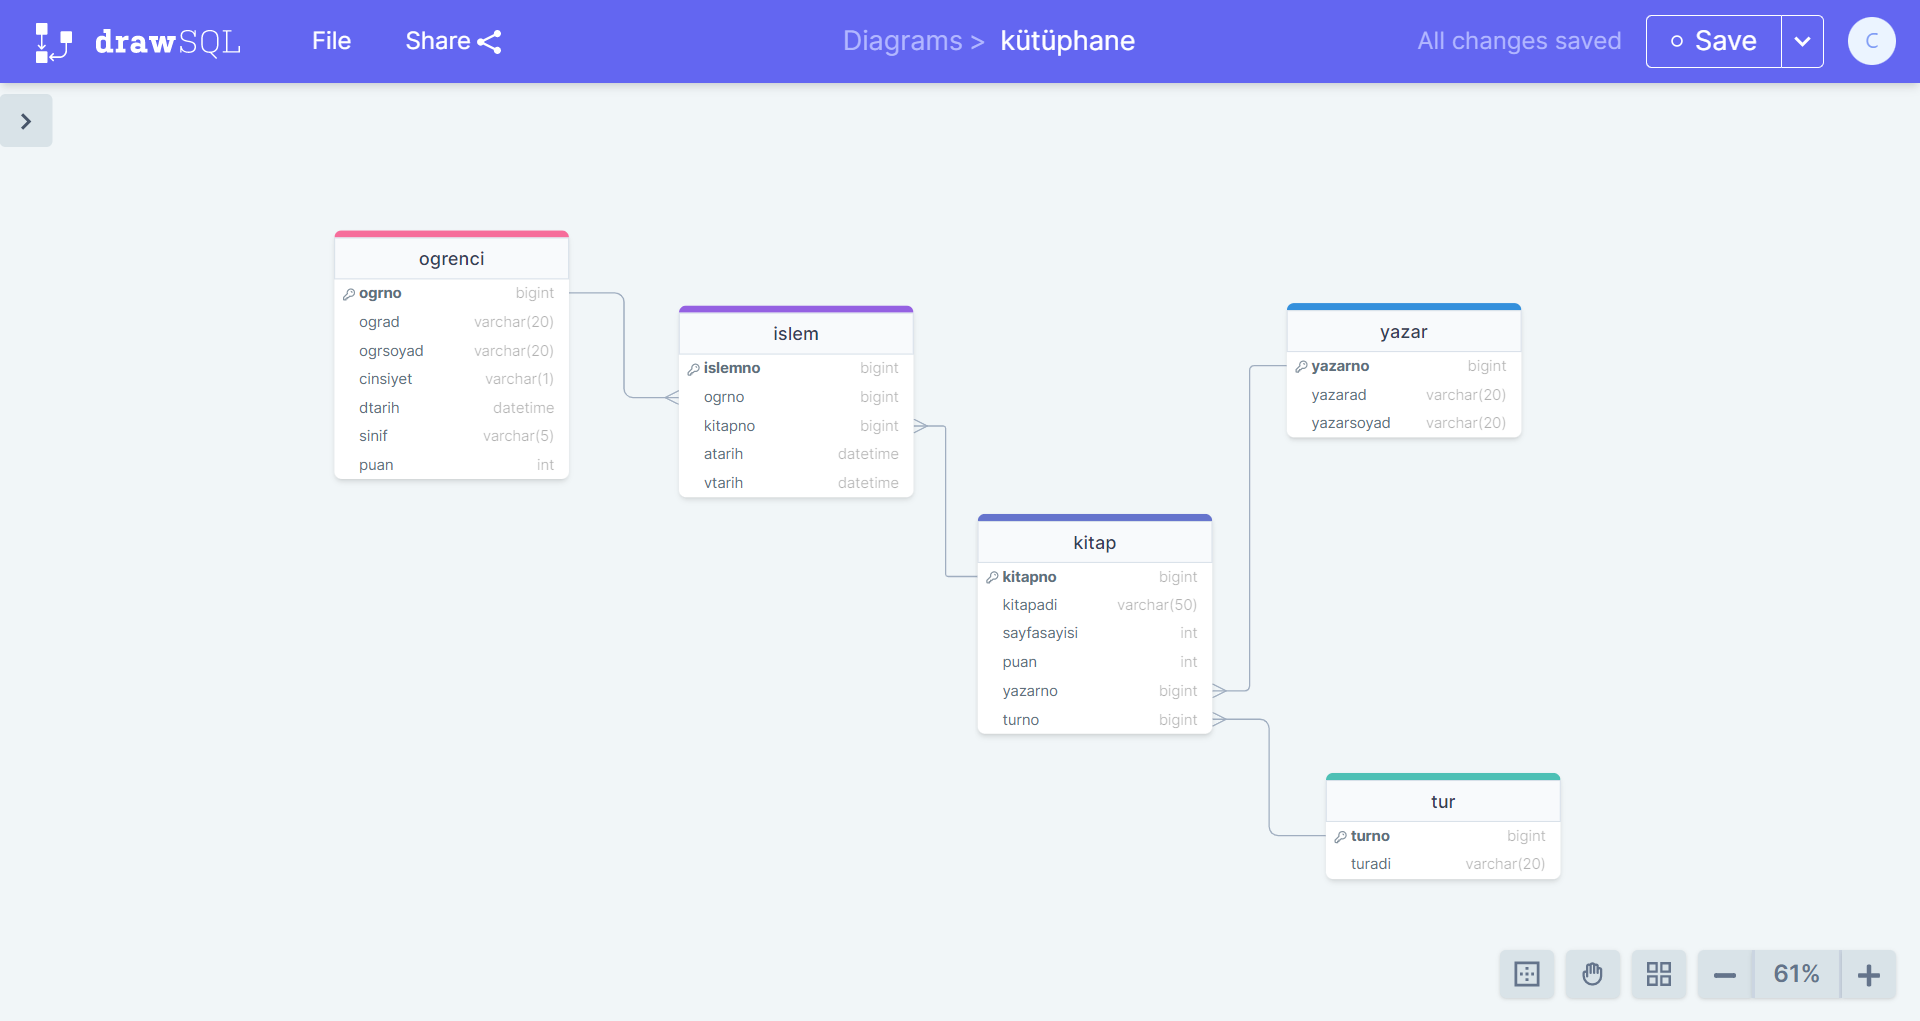 drawSQL File Share Diagrams > kütüphane All changes saved Save C
ogrenci
ogrno bigint
ograd varchar(20)
ogrsoyad varchar(20)
cinsiyet varchar(1)
dtarih datetime
sinif varchar(5)
puan int
islem
islemno bigint
ogrno bigint
kitapno bigint
atarih datetime
vtarih datetime
yazar
yazarno bigint
yazarad varchar(20)
yazarsoyad varchar(20)
kitap
kitapno bigint
kitapadi varchar(50)
sayfasayisi int
puan int
yazarno bigint
turno bigint
tur
turno bigint
turadi varchar(20)
61%